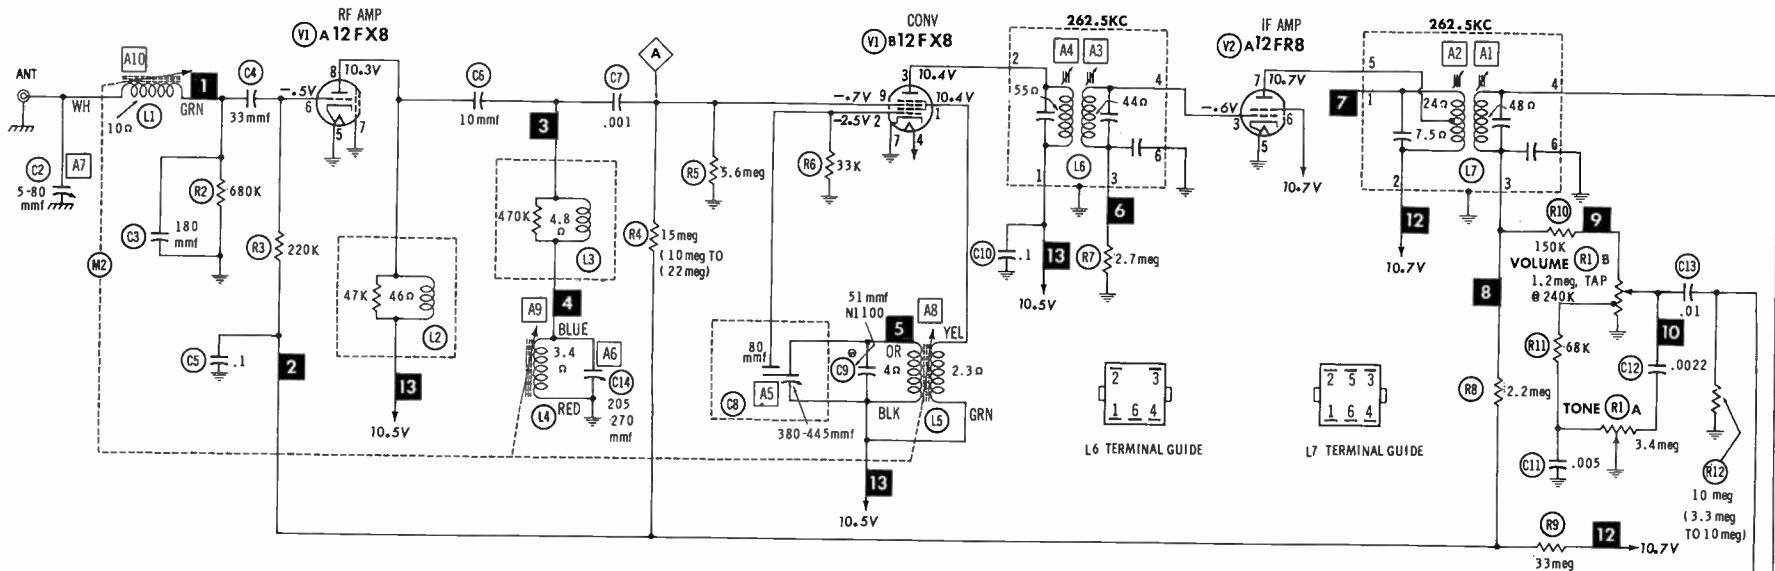 ANT
A10
1
WH
GRN
L1
10Ω
C4
33mmf
C2
5-80
mmf
A7
C3
180
mmf
R2
680K
M2
C5
.1
R3
220K
2
RF AMP
V1 A 12FX8
8
10.3V
-.5V
6
5
7
47K
46Ω
L2
13
10.5V
C6
10mmf
3
470K
4.8
Ω
L3
4
A9
BLUE
3.4
Ω
RED
L4
A6
C14
205
-270
mmf
C7
.001
A
R4
15meg
(10meg TO
(22meg)
R5
5.6meg
R6
33K
CONV
V1 B 12FX8
3
10.4V
-.7V
9
10.4V
1
-2.5V
2
7
4
80
mmf
A5
C8
380-445mmf
51mmf
N1100
C9
5
OR
4Ω
BLK
A8
YEL
2.3Ω
GRN
L5
13
10.5V
262.5KC
2
A4
A3
55Ω
44Ω
4
6
L6
1
3
6
C10
.1
13
10.5V
R7
2.7meg
IF AMP
V2 A 12FR8
7
10.7V
-.6V
3
6
5
10.7V
262.5KC
5
7
1
A2
A1
24Ω
48Ω
7.5Ω
4
6
L7
2
3
12
10.7V
2 3
1 6 4
L6 TERMINAL GUIDE
2 5 3
1 6 4
L7 TERMINAL GUIDE
R10
150K
9
VOLUME R1 B
1.2meg, TAP
@ 240K
8
R8
2.2meg
R11
68K
C13
.01
10
C12
.0022
TONE R1 A
3.4meg
C11
.005
R12
10 meg
(3.3 meg
TO 10meg)
R9
33meg
12
10.7V